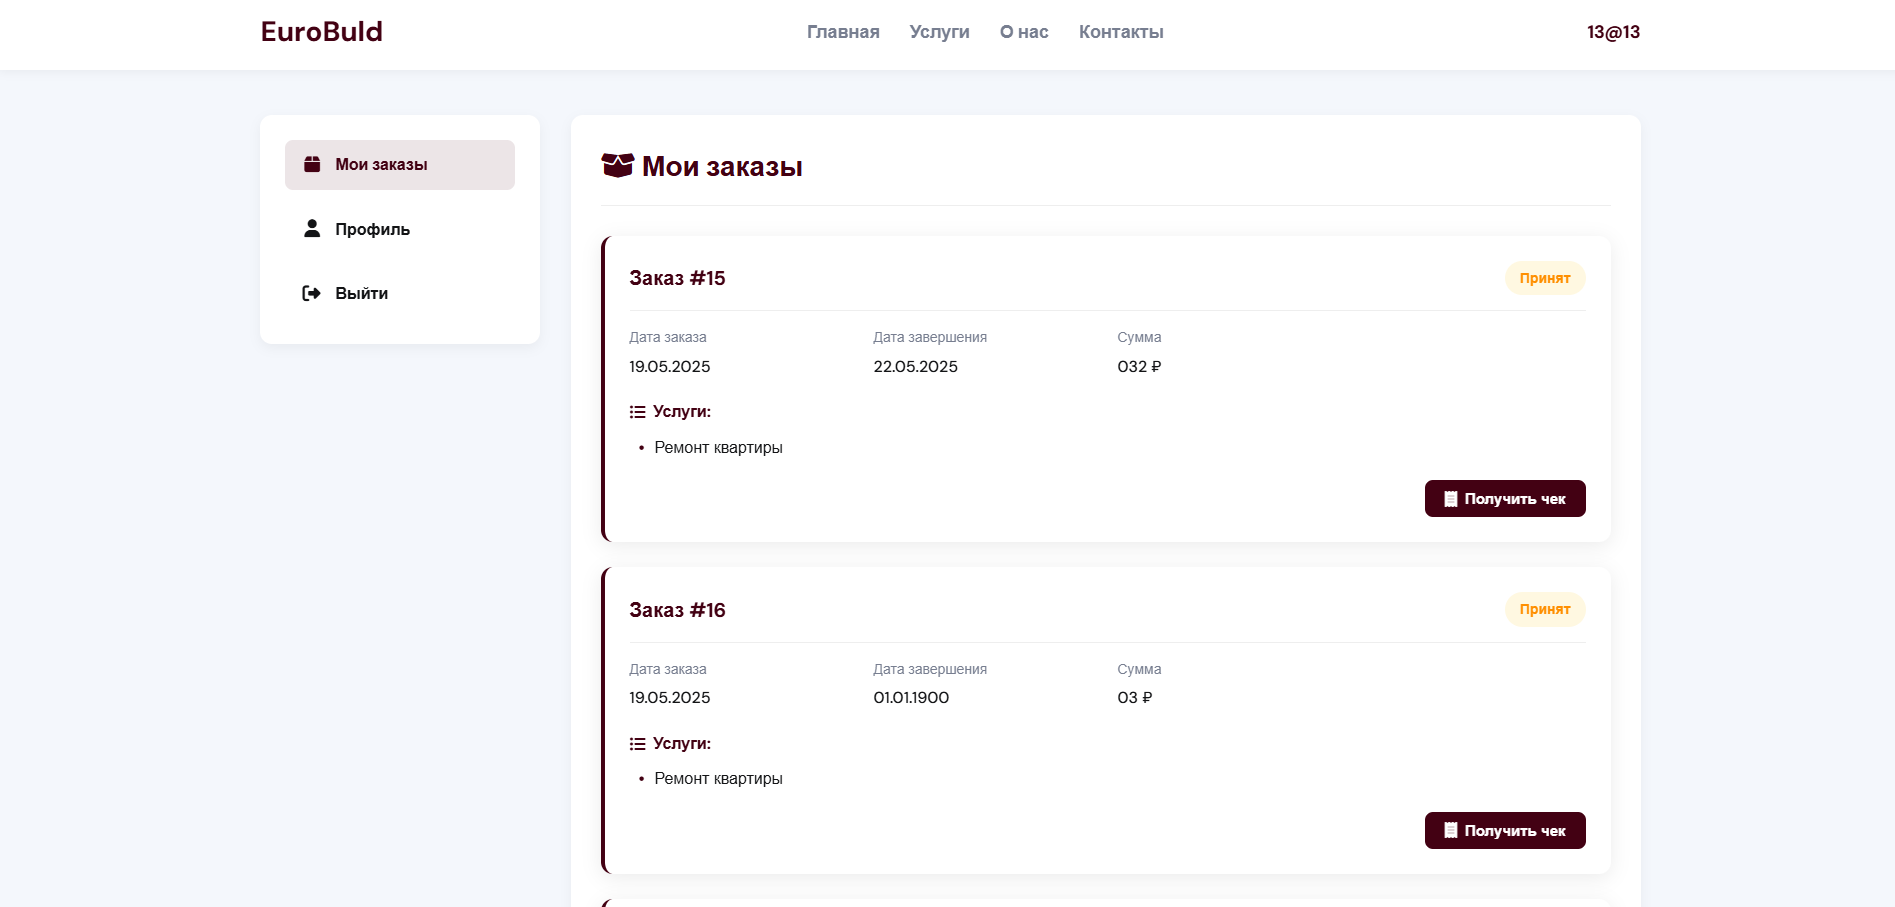 EuroBuld
Главная Услуги О нас Контакты
13@13
Мои заказы
Профиль
Выйти
Мои заказы
Заказ #15
Принят
Дата заказа Дата завершения Сумма
19.05.2025 22.05.2025 032 ₽
Услуги:
• Ремонт квартиры
Получить чек
Заказ #16
Принят
Дата заказа Дата завершения Сумма
19.05.2025 01.01.1900 03 ₽
Услуги:
• Ремонт квартиры
Получить чек